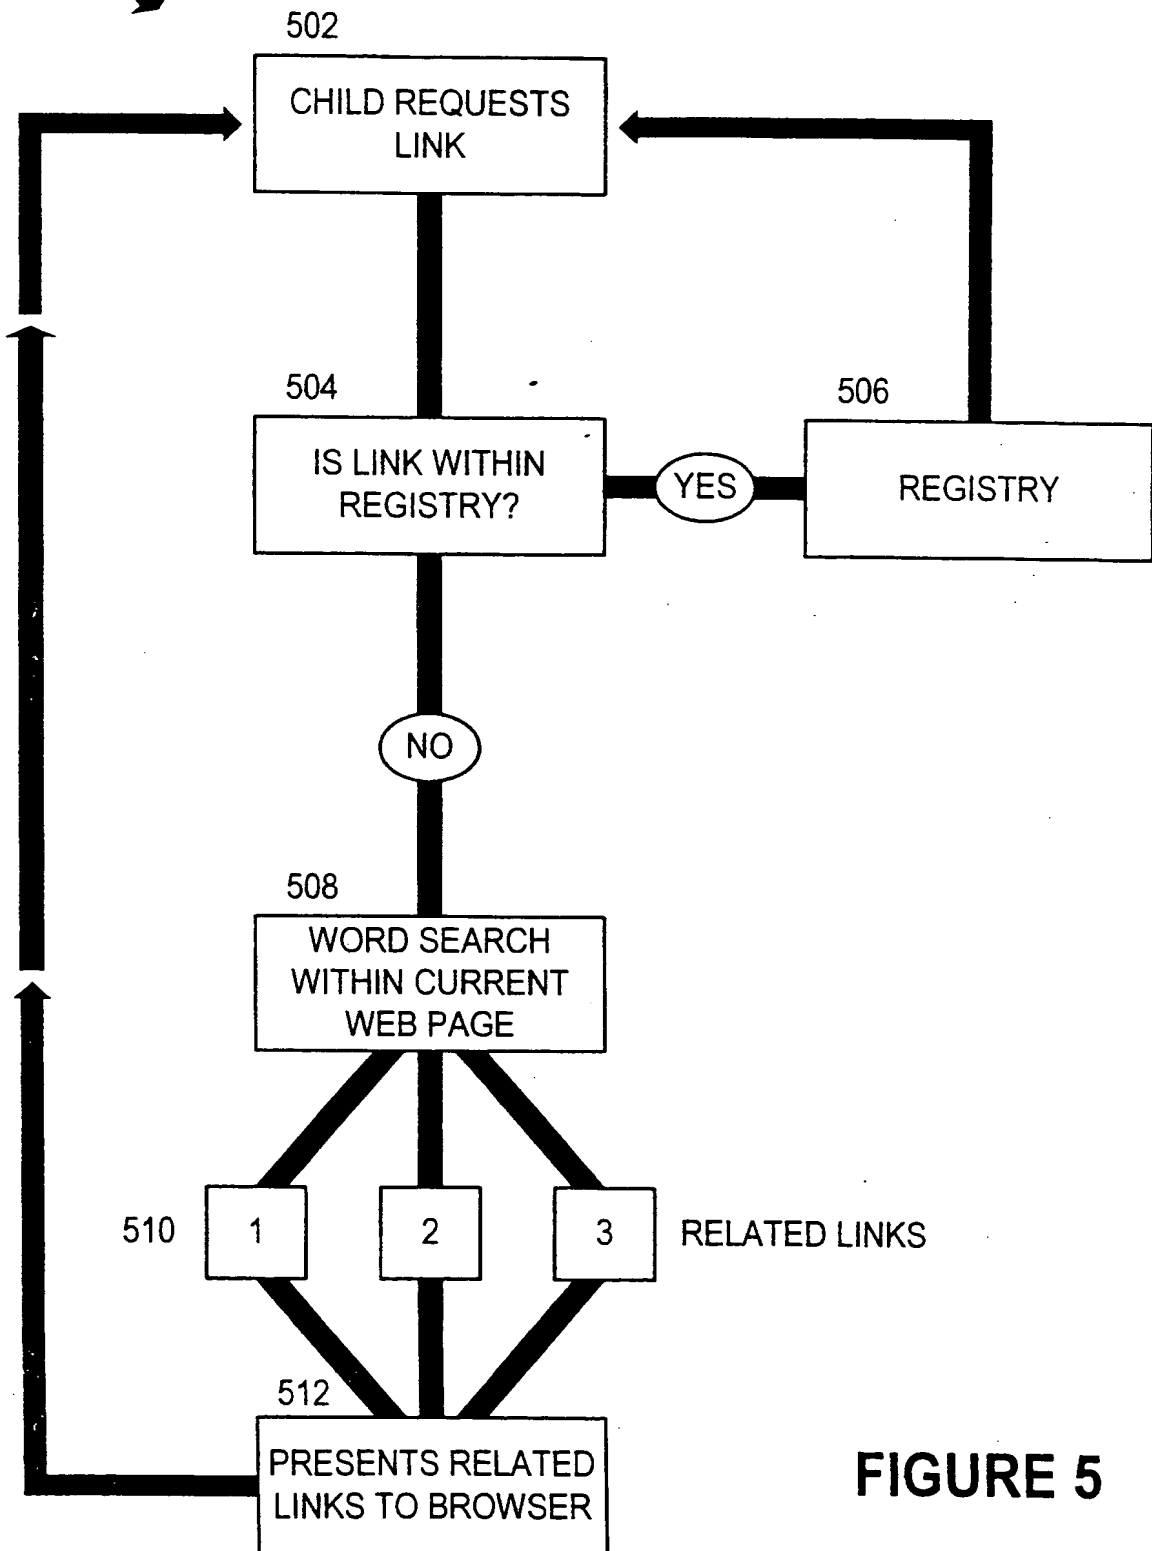 502
CHILD REQUESTS
LINK
504
IS LINK WITHIN
REGISTRY?
YES
506
REGISTRY
NO
508
WORD SEARCH
WITHIN CURRENT
WEB PAGE
510
1
2
3
RELATED LINKS
512
PRESENTS RELATED
LINKS TO BROWSER
FIGURE 5